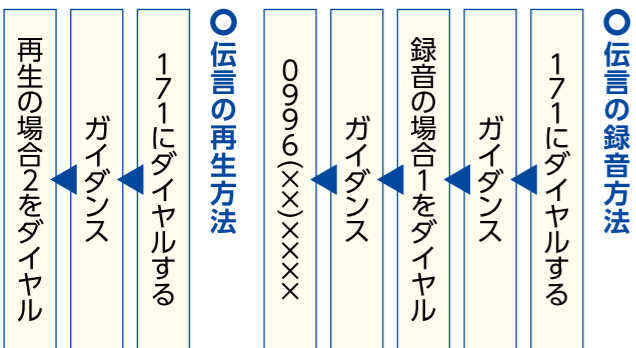 ○伝言の録音方法
171にダイヤルする
ガイダンス
録音の場合1をダイヤル
ガイダンス
0996(××)××××
○伝言の再生方法
171にダイヤルする
ガイダンス
再生の場合2をダイヤル